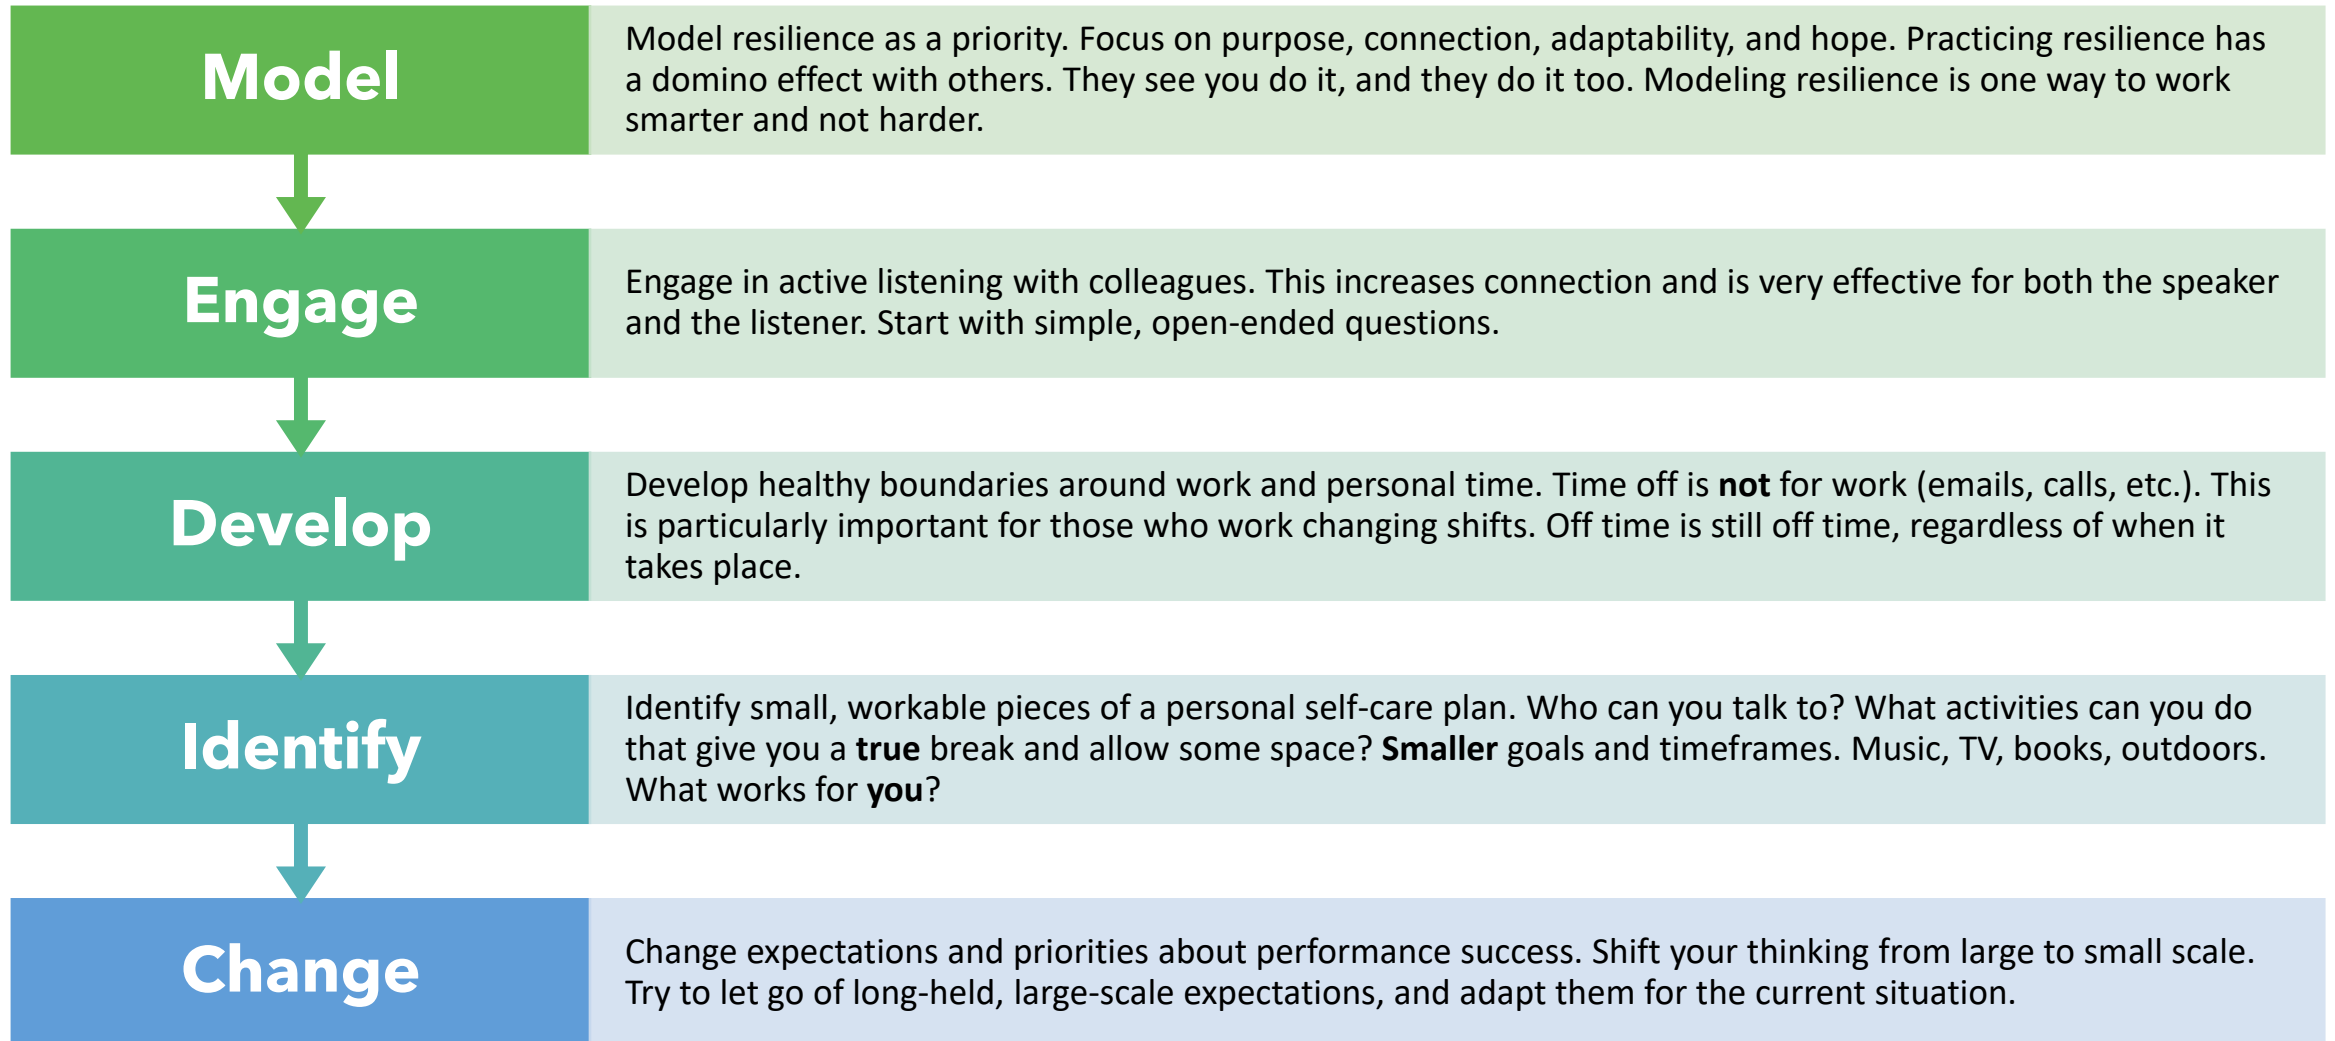 Model
Model resilience as a priority. Focus on purpose, connection, adaptability, and hope. Practicing resilience has
a domino effect with others. They see you do it, and they do it too. Modeling resilience is one way to work
smarter and not harder.
Engage
Engage in active listening with colleagues. This increases connection and is very effective for both the speaker
and the listener. Start with simple, open-ended questions.
Develop
Develop healthy boundaries around work and personal time. Time off is not for work (emails, calls, etc.). This
is particularly important for those who work changing shifts. Off time is still off time, regardless of when it
takes place.
Identify
Identify small, workable pieces of a personal self-care plan. Who can you talk to? What activities can you do
that give you a true break and allow some space? Smaller goals and timeframes. Music, TV, books, outdoors.
What works for you?
Change
Change expectations and priorities about performance success. Shift your thinking from large to small scale.
Try to let go of long-held, large-scale expectations, and adapt them for the current situation.